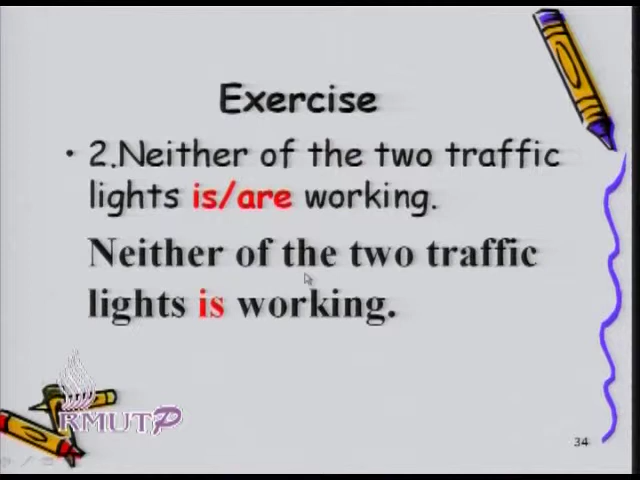 Exercise
• 2.Neither of the two traffic
lights is/are working.
Neither of the two traffic
lights is working.
RMUTP
34